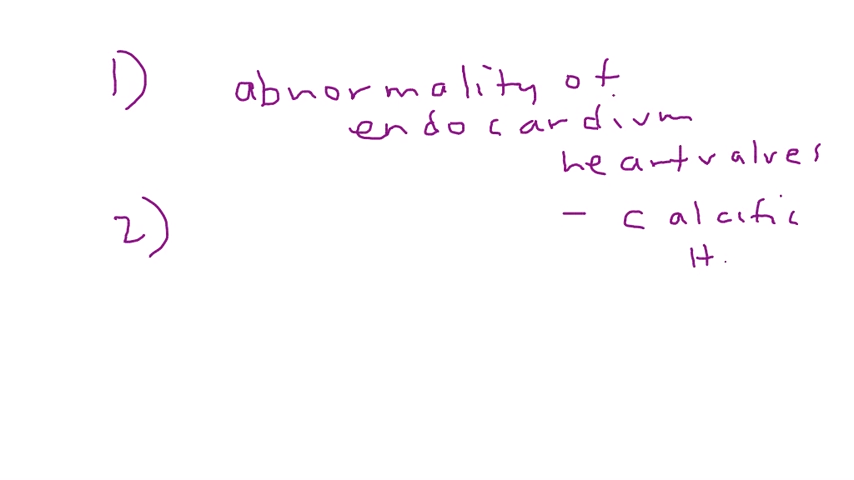 1) abnormality of
endocardium
heart valves
- calcific
H.
2)